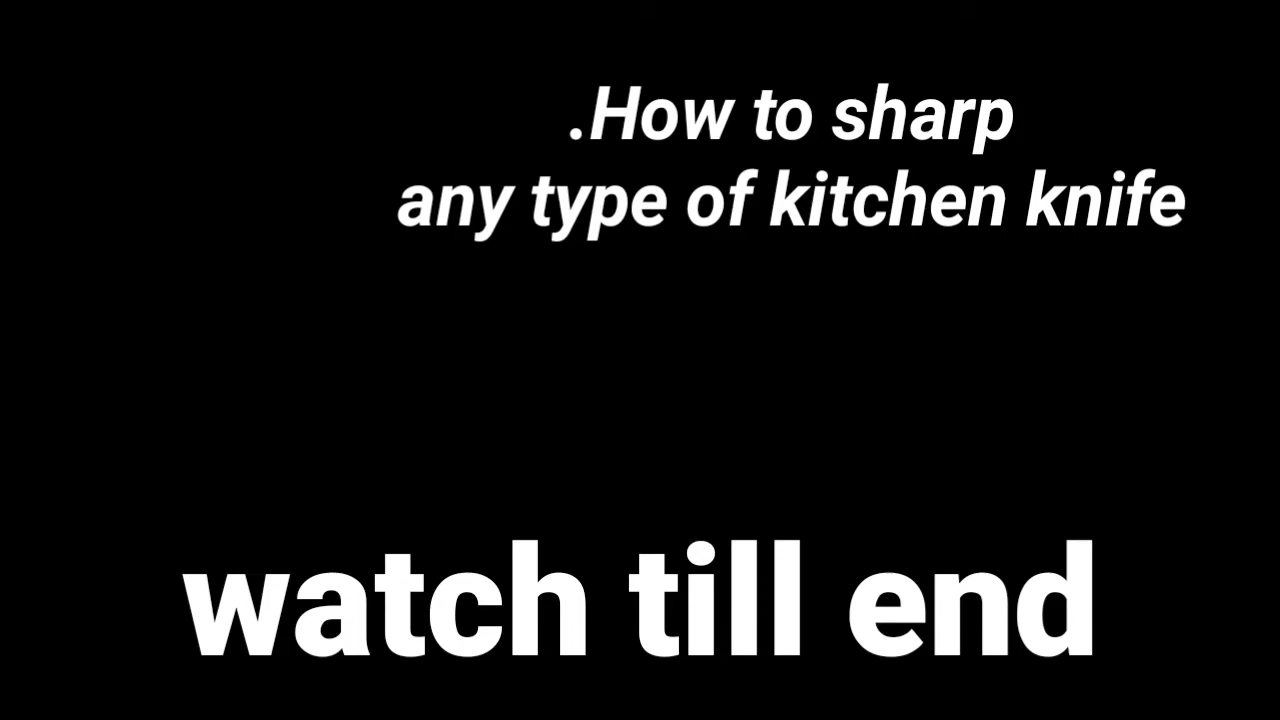 .How to sharp
any type of kitchen knife
watch till end